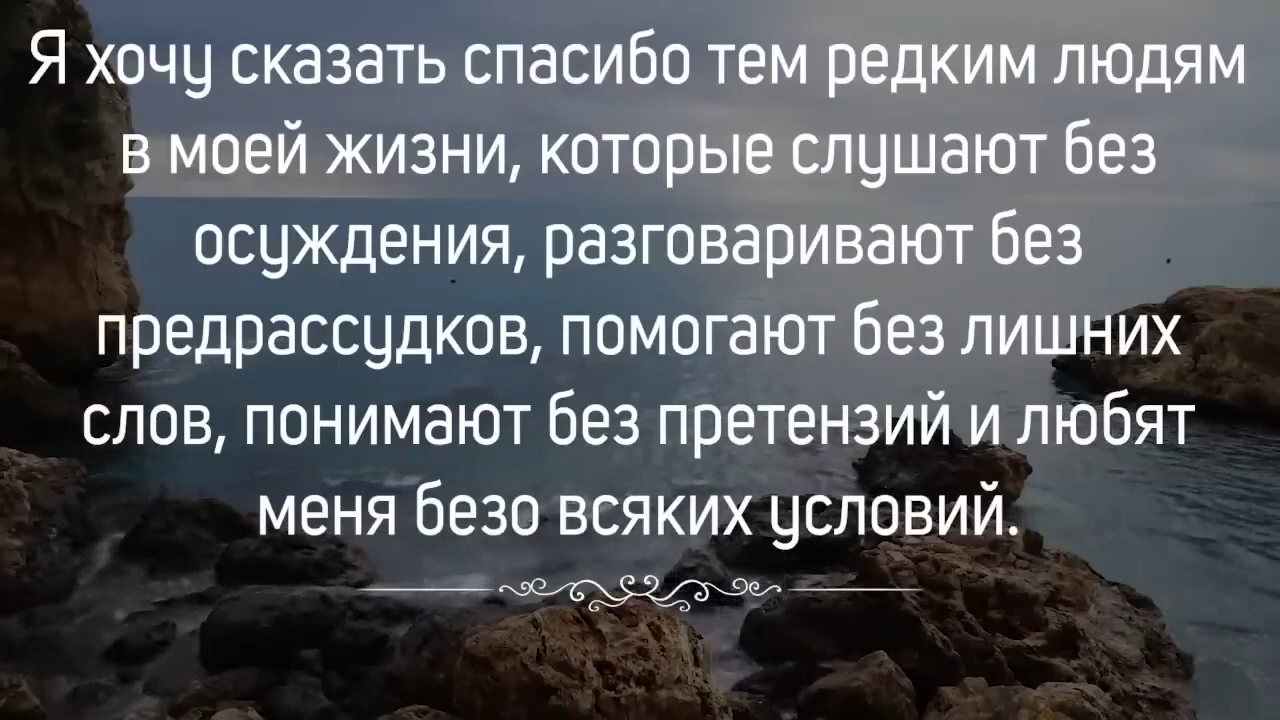 Я хочу сказать спасибо тем редким людям
в моей жизни, которые слушают без
осуждения, разговаривают без
предрассудков, помогают без лишних
слов, понимают без претензий и любят
меня безо всяких условий.